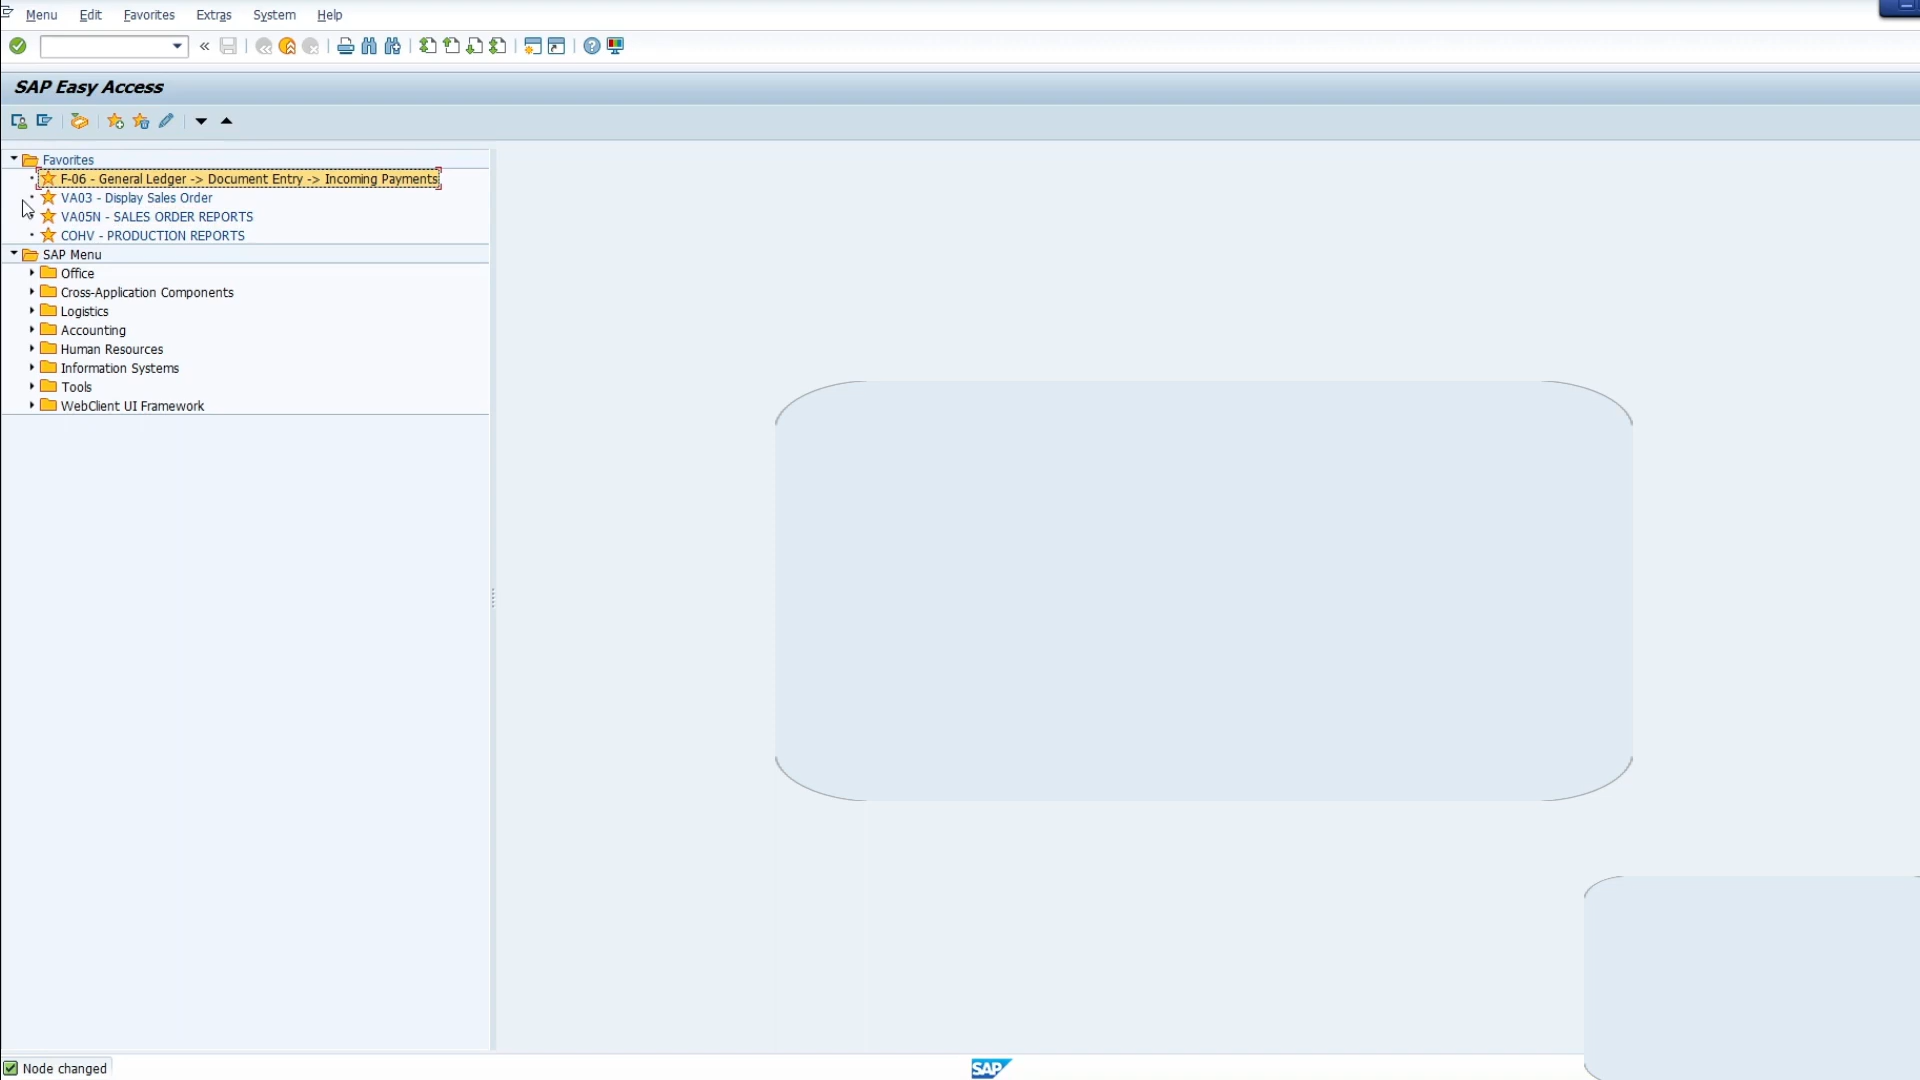 Menu Edit Favorites Extras System Help
SAP Easy Access
Favorites
F-06 - General Ledger -> Document Entry -> Incoming Payments
VA03 - Display Sales Order
VA05N - SALES ORDER REPORTS
COHV - PRODUCTION REPORTS
SAP Menu
Office
Cross-Application Components
Logistics
Accounting
Human Resources
Information Systems
Tools
WebClient UI Framework
Node changed
SAP